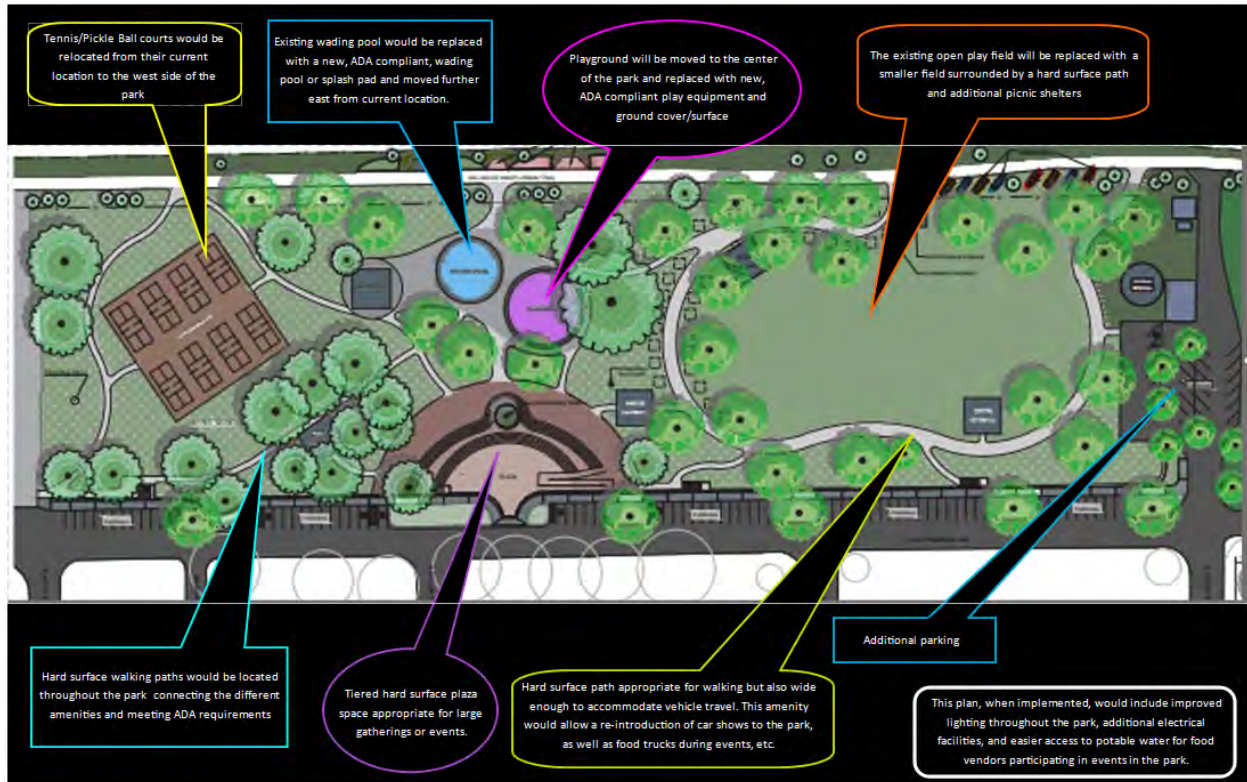 Tennis/Pickle Ball courts would be
relocated from their current
location to the west side of the
park
Existing wading pool would be replaced
with a new, ADA compliant, wading
pool or splash pad and moved further
east from current location.
Playground will be moved to the
center of the park and replaced with new,
ADA compliant play equipment and
ground cover/surface
The existing open play field will be replaced with a
smaller field surrounded by a hard surface path
and additional picnic shelters
Hard surface walking paths would be located
throughout the park connecting the different
amenities and meeting ADA requirements
Tiered hard surface plaza
space appropriate for large
gatherings or events.
Hard surface path appropriate for walking but also wide
enough to accommodate vehicle travel. This amenity
would allow a re-introduction of car shows to the park,
as well as food trucks during events, etc.
Additional parking
This plan, when implemented, would include improved
lighting throughout the park, additional electrical
facilities, and easier access to potable water for food
vendors participating in events in the park.